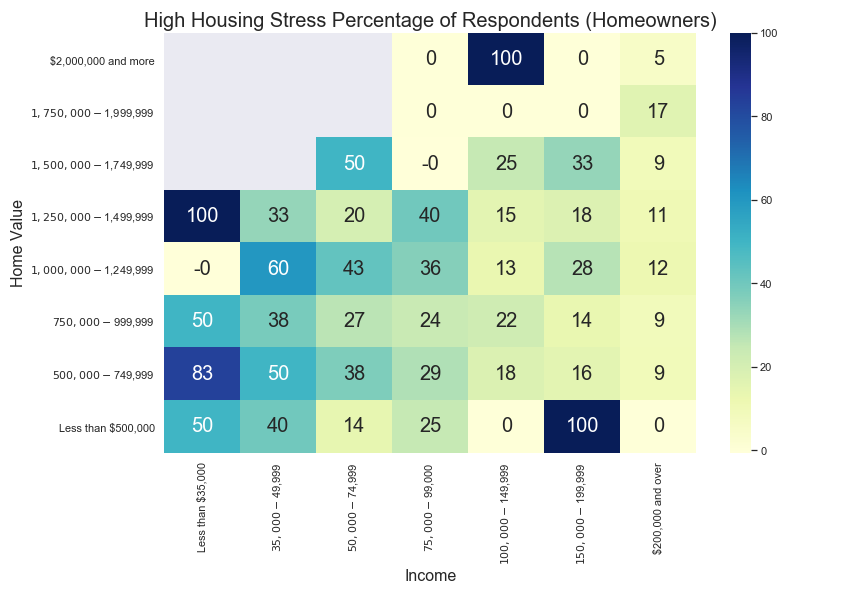 High Housing Stress Percentage of Respondents (Homeowners)
$2,000,000 and more 0 100 0 5
1, 750, 000 − 1,999,999 0 0 0 17
1, 500, 000 − 1,749,999 50 -0 25 33 9
1, 250, 000 − 1,499,999 100 33 20 40 15 18 11
1, 000, 000 − 1,249,999 -0 60 43 36 13 28 12
750, 000 − 999,999 50 38 27 24 22 14 9
500, 000 − 749,999 83 50 38 29 18 16 9
Less than $500,000 50 40 14 25 0 100 0
Home Value
Less than $35,000
35, 000 − 49,999
50, 000 − 74,999
75, 000 − 99,000
100, 000 − 149,999
150, 000 − 199,999
$200,000 and over
Income
100
80
60
40
20
0